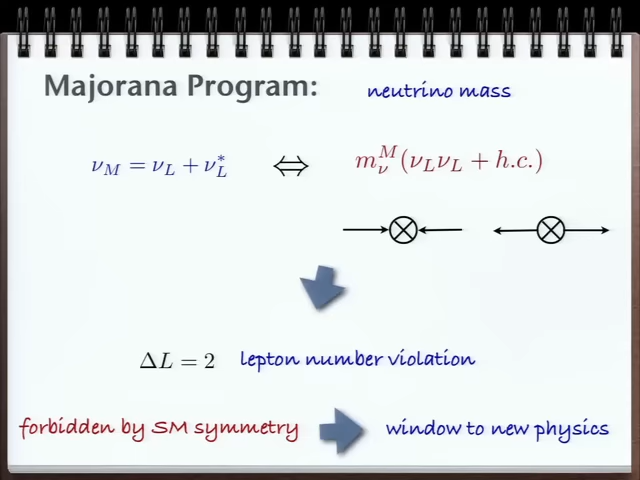 Majorana Program:
neutrino mass
ν_M = ν_L + ν_L^* ⇔ m_ν^M (ν_L ν_L + h.c.)
ΔL = 2 lepton number violation
forbidden by SM symmetry window to new physics